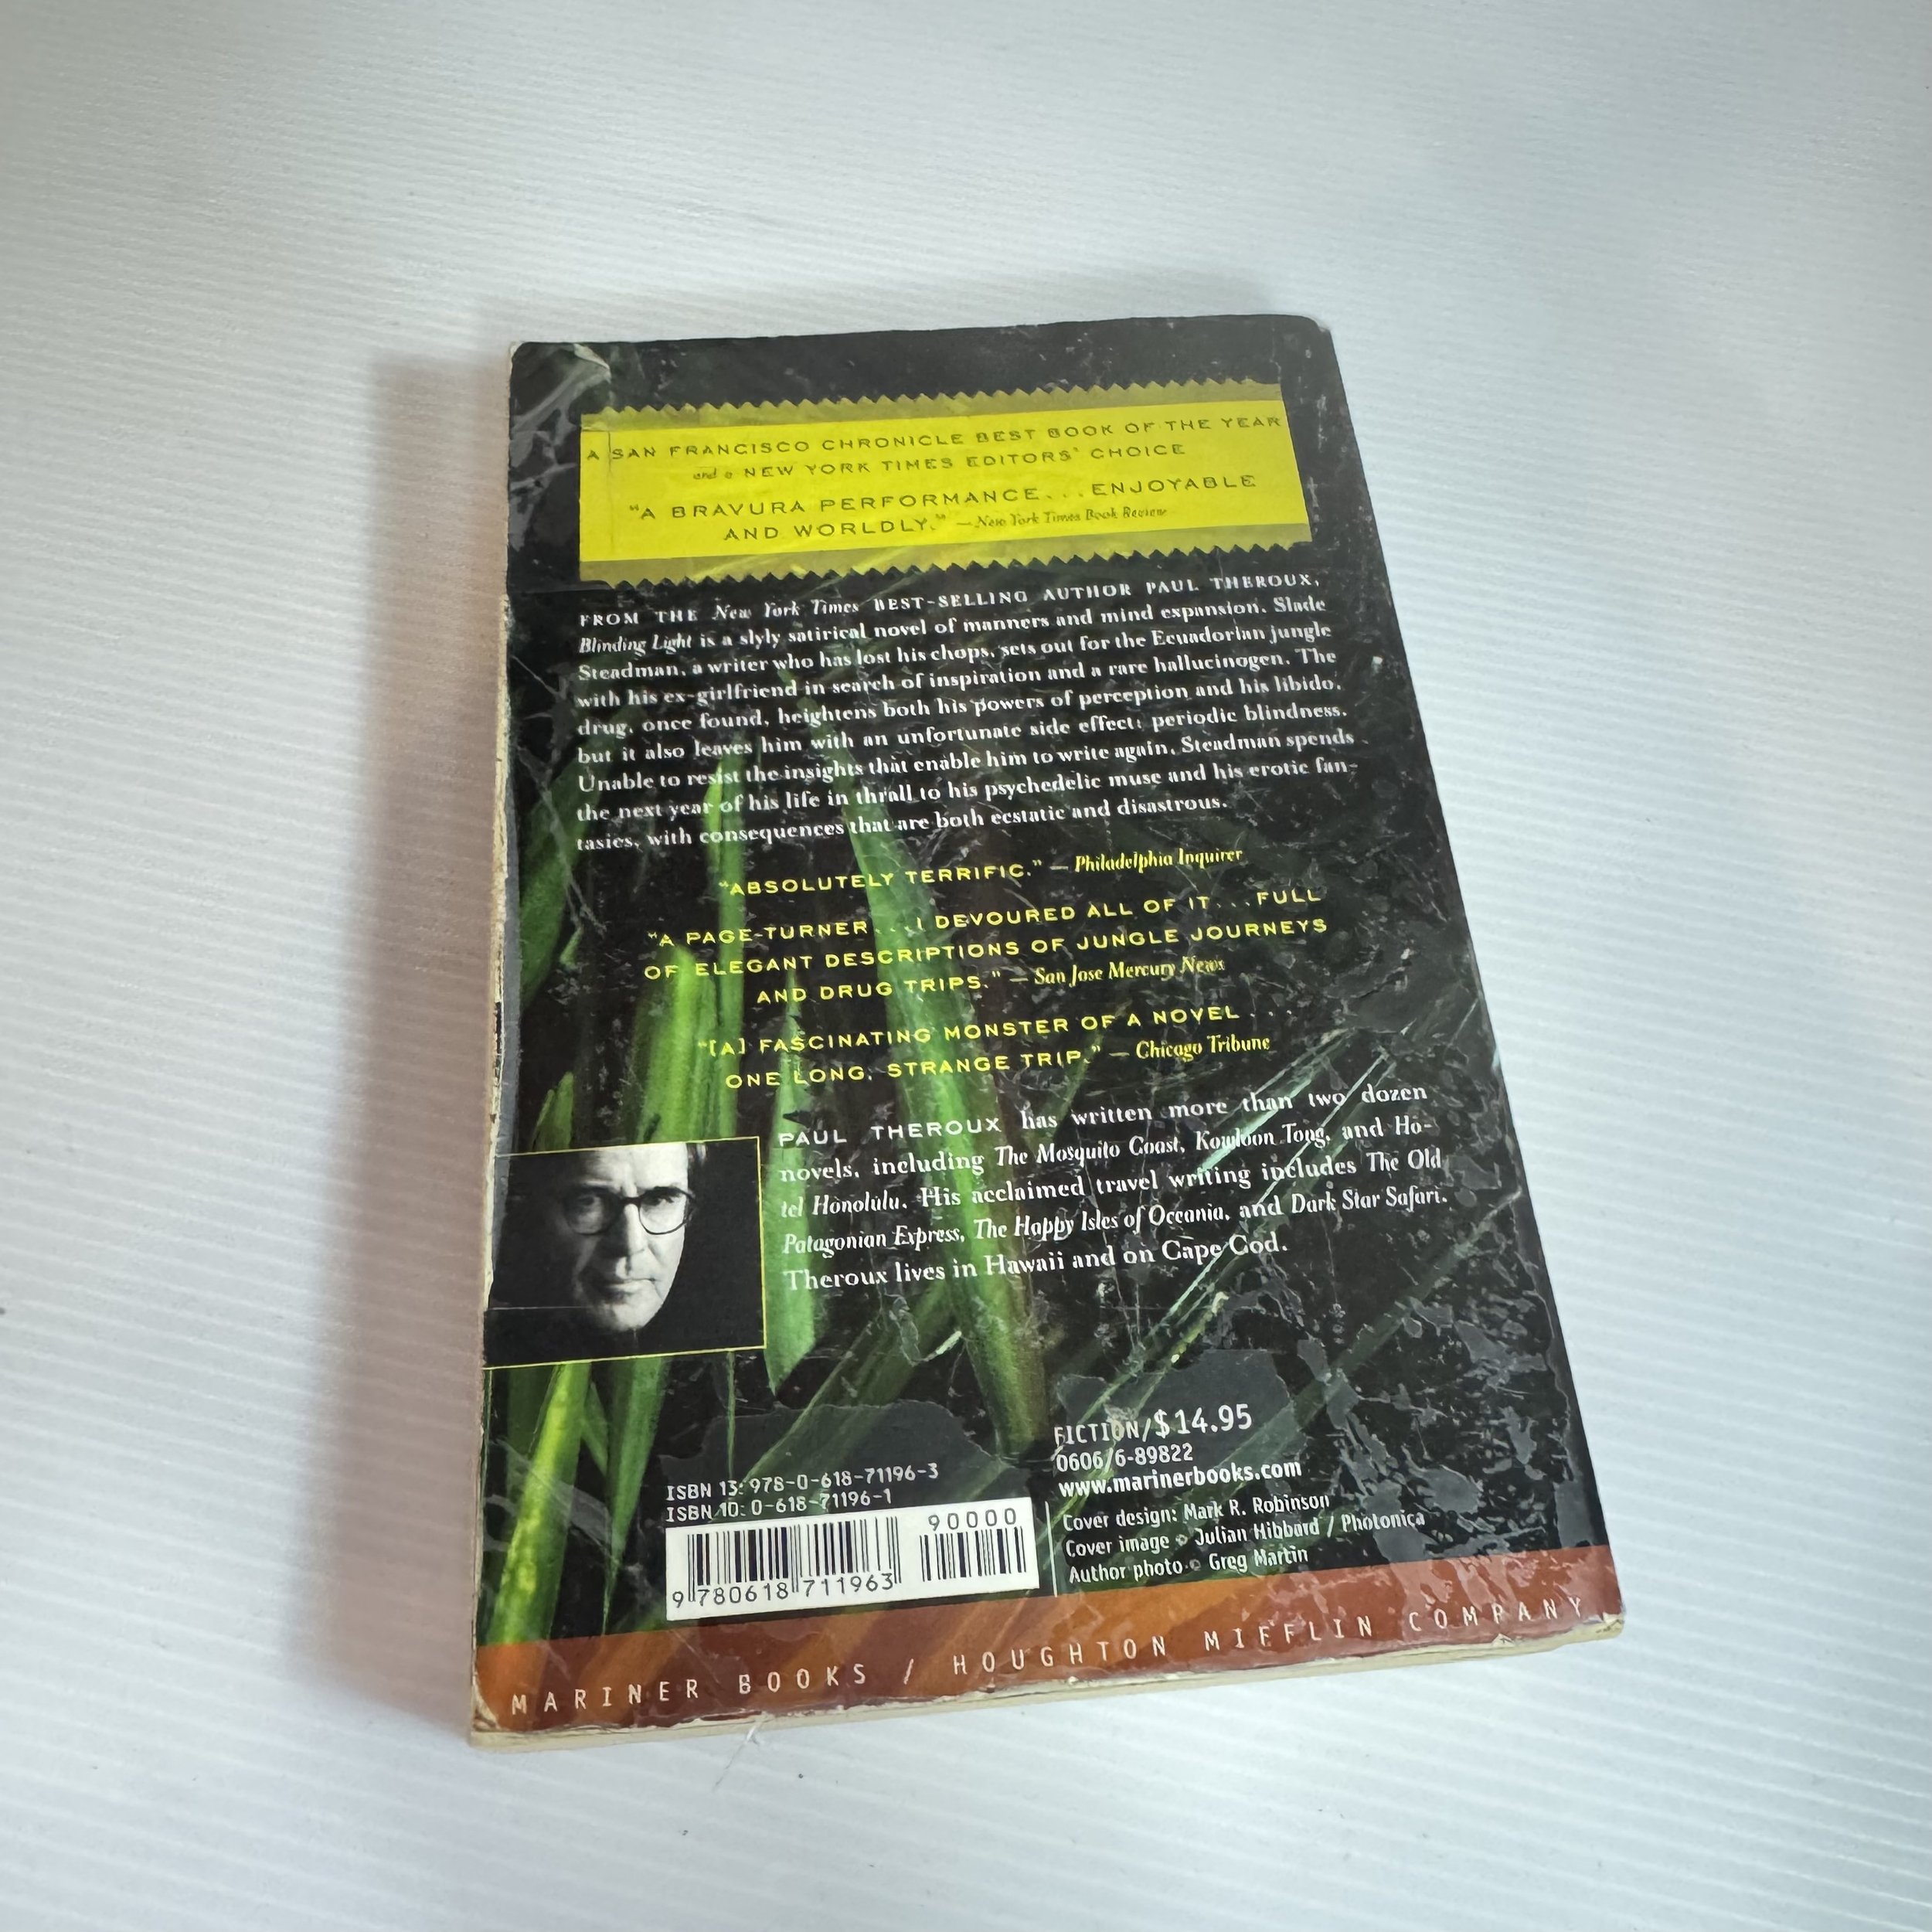 A SAN FRANCISCO CHRONICLE BEST BOOK OF THE YEAR
and a NEW YORK TIMES EDITORS' CHOICE
"A BRAVURA PERFORMANCE...ENJOYABLE
AND WORLDLY." —New York Times Book Review
FROM THE New York Times BEST-SELLING AUTHOR PAUL THEROUX,
Blinding Light is a slyly satirical novel of manners and mind expansion. Slade
Steadman, a writer who has lost his chops, sets out for the Ecuadorian jungle
with his ex-girlfriend in search of inspiration and a rare hallucinogen. The
drug, once found, heightens both his powers of perception and his libido,
but it also leaves him with an unfortunate side effect: periodic blindness.
Unable to resist the insights that enable him to write again, Steadman spends
the next year of his life in thrall to his psychedelic muse and his erotic fan-
tasies, with consequences that are both ecstatic and disastrous.
"ABSOLUTELY TERRIFIC." — Philadelphia Inquirer
"A PAGE-TURNER...I DEVOURED ALL OF IT...FULL
OF ELEGANT DESCRIPTIONS OF JUNGLE JOURNEYS
AND DRUG TRIPS." — San Jose Mercury News
"[A] FASCINATING MONSTER OF A NOVEL....
ONE LONG, STRANGE TRIP." — Chicago Tribune
PAUL THEROUX has written more than two dozen
novels, including The Mosquito Coast, Kowloon Tong, and Ho-
tel Honolulu. His acclaimed travel writing includes The Old
Patagonian Express, The Happy Isles of Oceania, and Dark Star Safari.
Theroux lives in Hawaii and on Cape Cod.
FICTION/$14.95
0606/6-89822
www.marinerbooks.com
Cover design: Mark R. Robinson
Cover image © Julian Hibbard / Photonica
Author photo © Greg Martin
ISBN 13: 978-0-618-71196-3
ISBN 10: 0-618-71196-1
90000
9 780618 711963
MARINER BOOKS / HOUGHTON MIFFLIN COMPANY